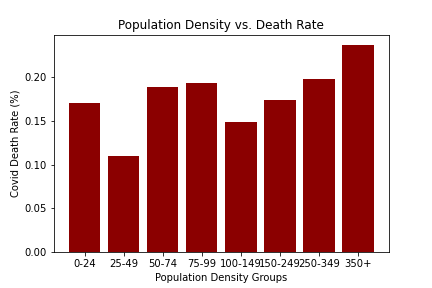 Population Density vs. Death Rate
Covid Death Rate (%)
0.20
0.15
0.10
0.05
0.00
0-24 25-49 50-74 75-99 100-149 150-249 250-349 350+
Population Density Groups